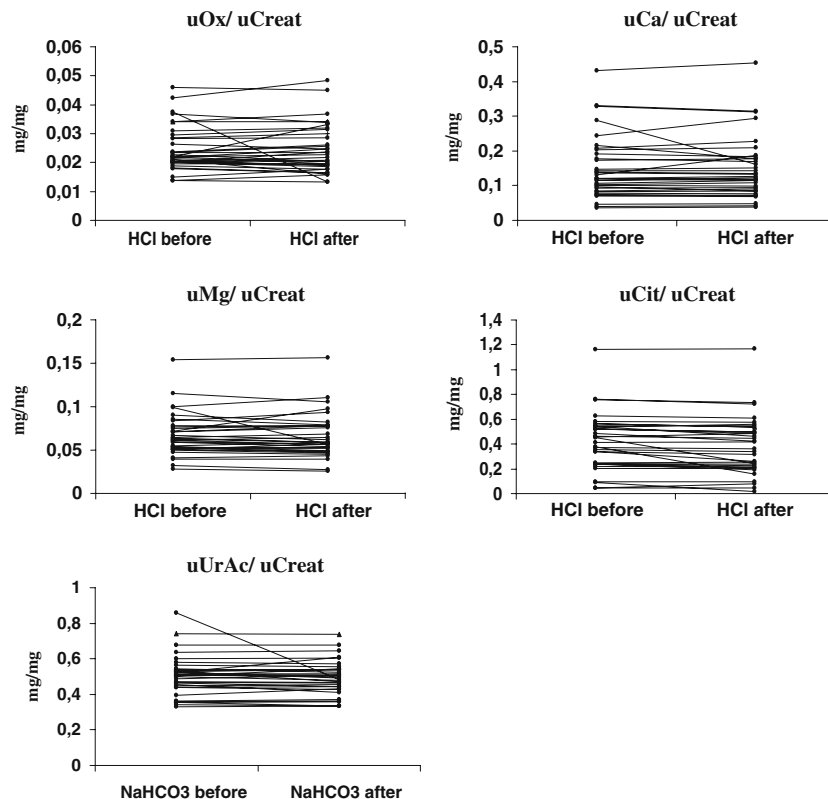 uOx/ uCreat
mg/mg
0,06
0,05
0,04
0,03
0,02
0,01
0
HCl before HCl after
uCa/ uCreat
mg/mg
0,5
0,4
0,3
0,2
0,1
0
HCl before HCl after
uMg/ uCreat
mg/mg
0,2
0,15
0,1
0,05
0
HCl before HCl after
uCit/ uCreat
mg/mg
1,4
1,2
1
0,8
0,6
0,4
0,2
0
HCl before HCl after
uUrAc/ uCreat
mg/mg
1
0,8
0,6
0,4
0,2
0
NaHCO3 before NaHCO3 after